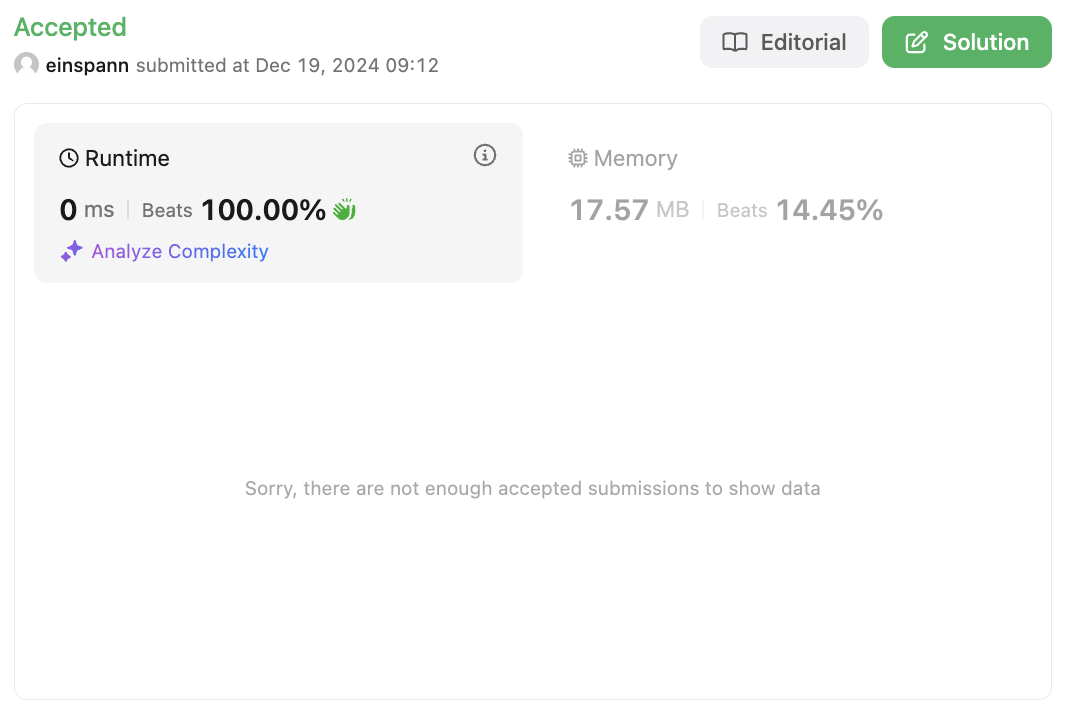 Accepted
einspann submitted at Dec 19, 2024 09:12
Editorial
Solution
Runtime
0 ms | Beats 100.00%
Analyze Complexity
Memory
17.57 MB | Beats 14.45%
Sorry, there are not enough accepted submissions to show data